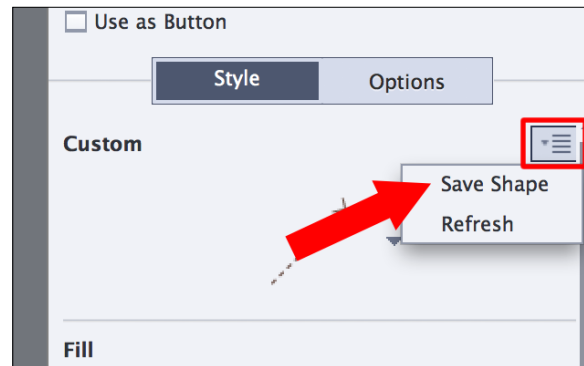 Use as Button
Style
Options
Custom
Save Shape
Refresh
Fill